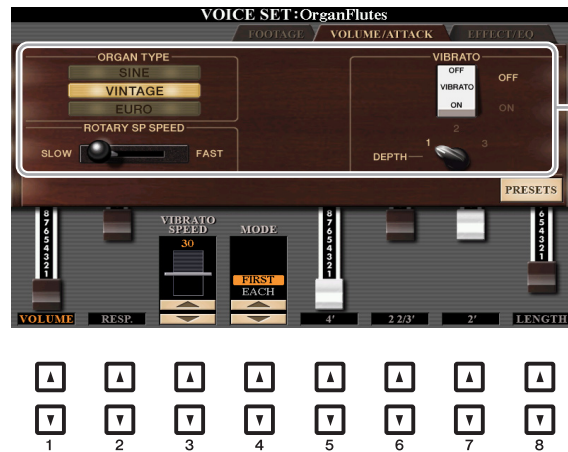 VOICE SET:OrganFlutes
FOOTAGE VOLUME/ATTACK EFFECT/EQ
ORGAN TYPE
SINE
VINTAGE
EURO
ROTARY SP SPEED
SLOW FAST
VIBRATO
OFF
VIBRATO
ON
OFF
ON
DEPTH 1 2 3
PRESETS
8
7
6
5
4
3
2
1
VIBRATO
SPEED
30
MODE
FIRST
EACH
8
7
6
5
4
3
2
1
6
5
4
3
2
1
VOLUME RESP. 4' 2 2/3' 2' LENGTH
1 2 3 4 5 6 7 8